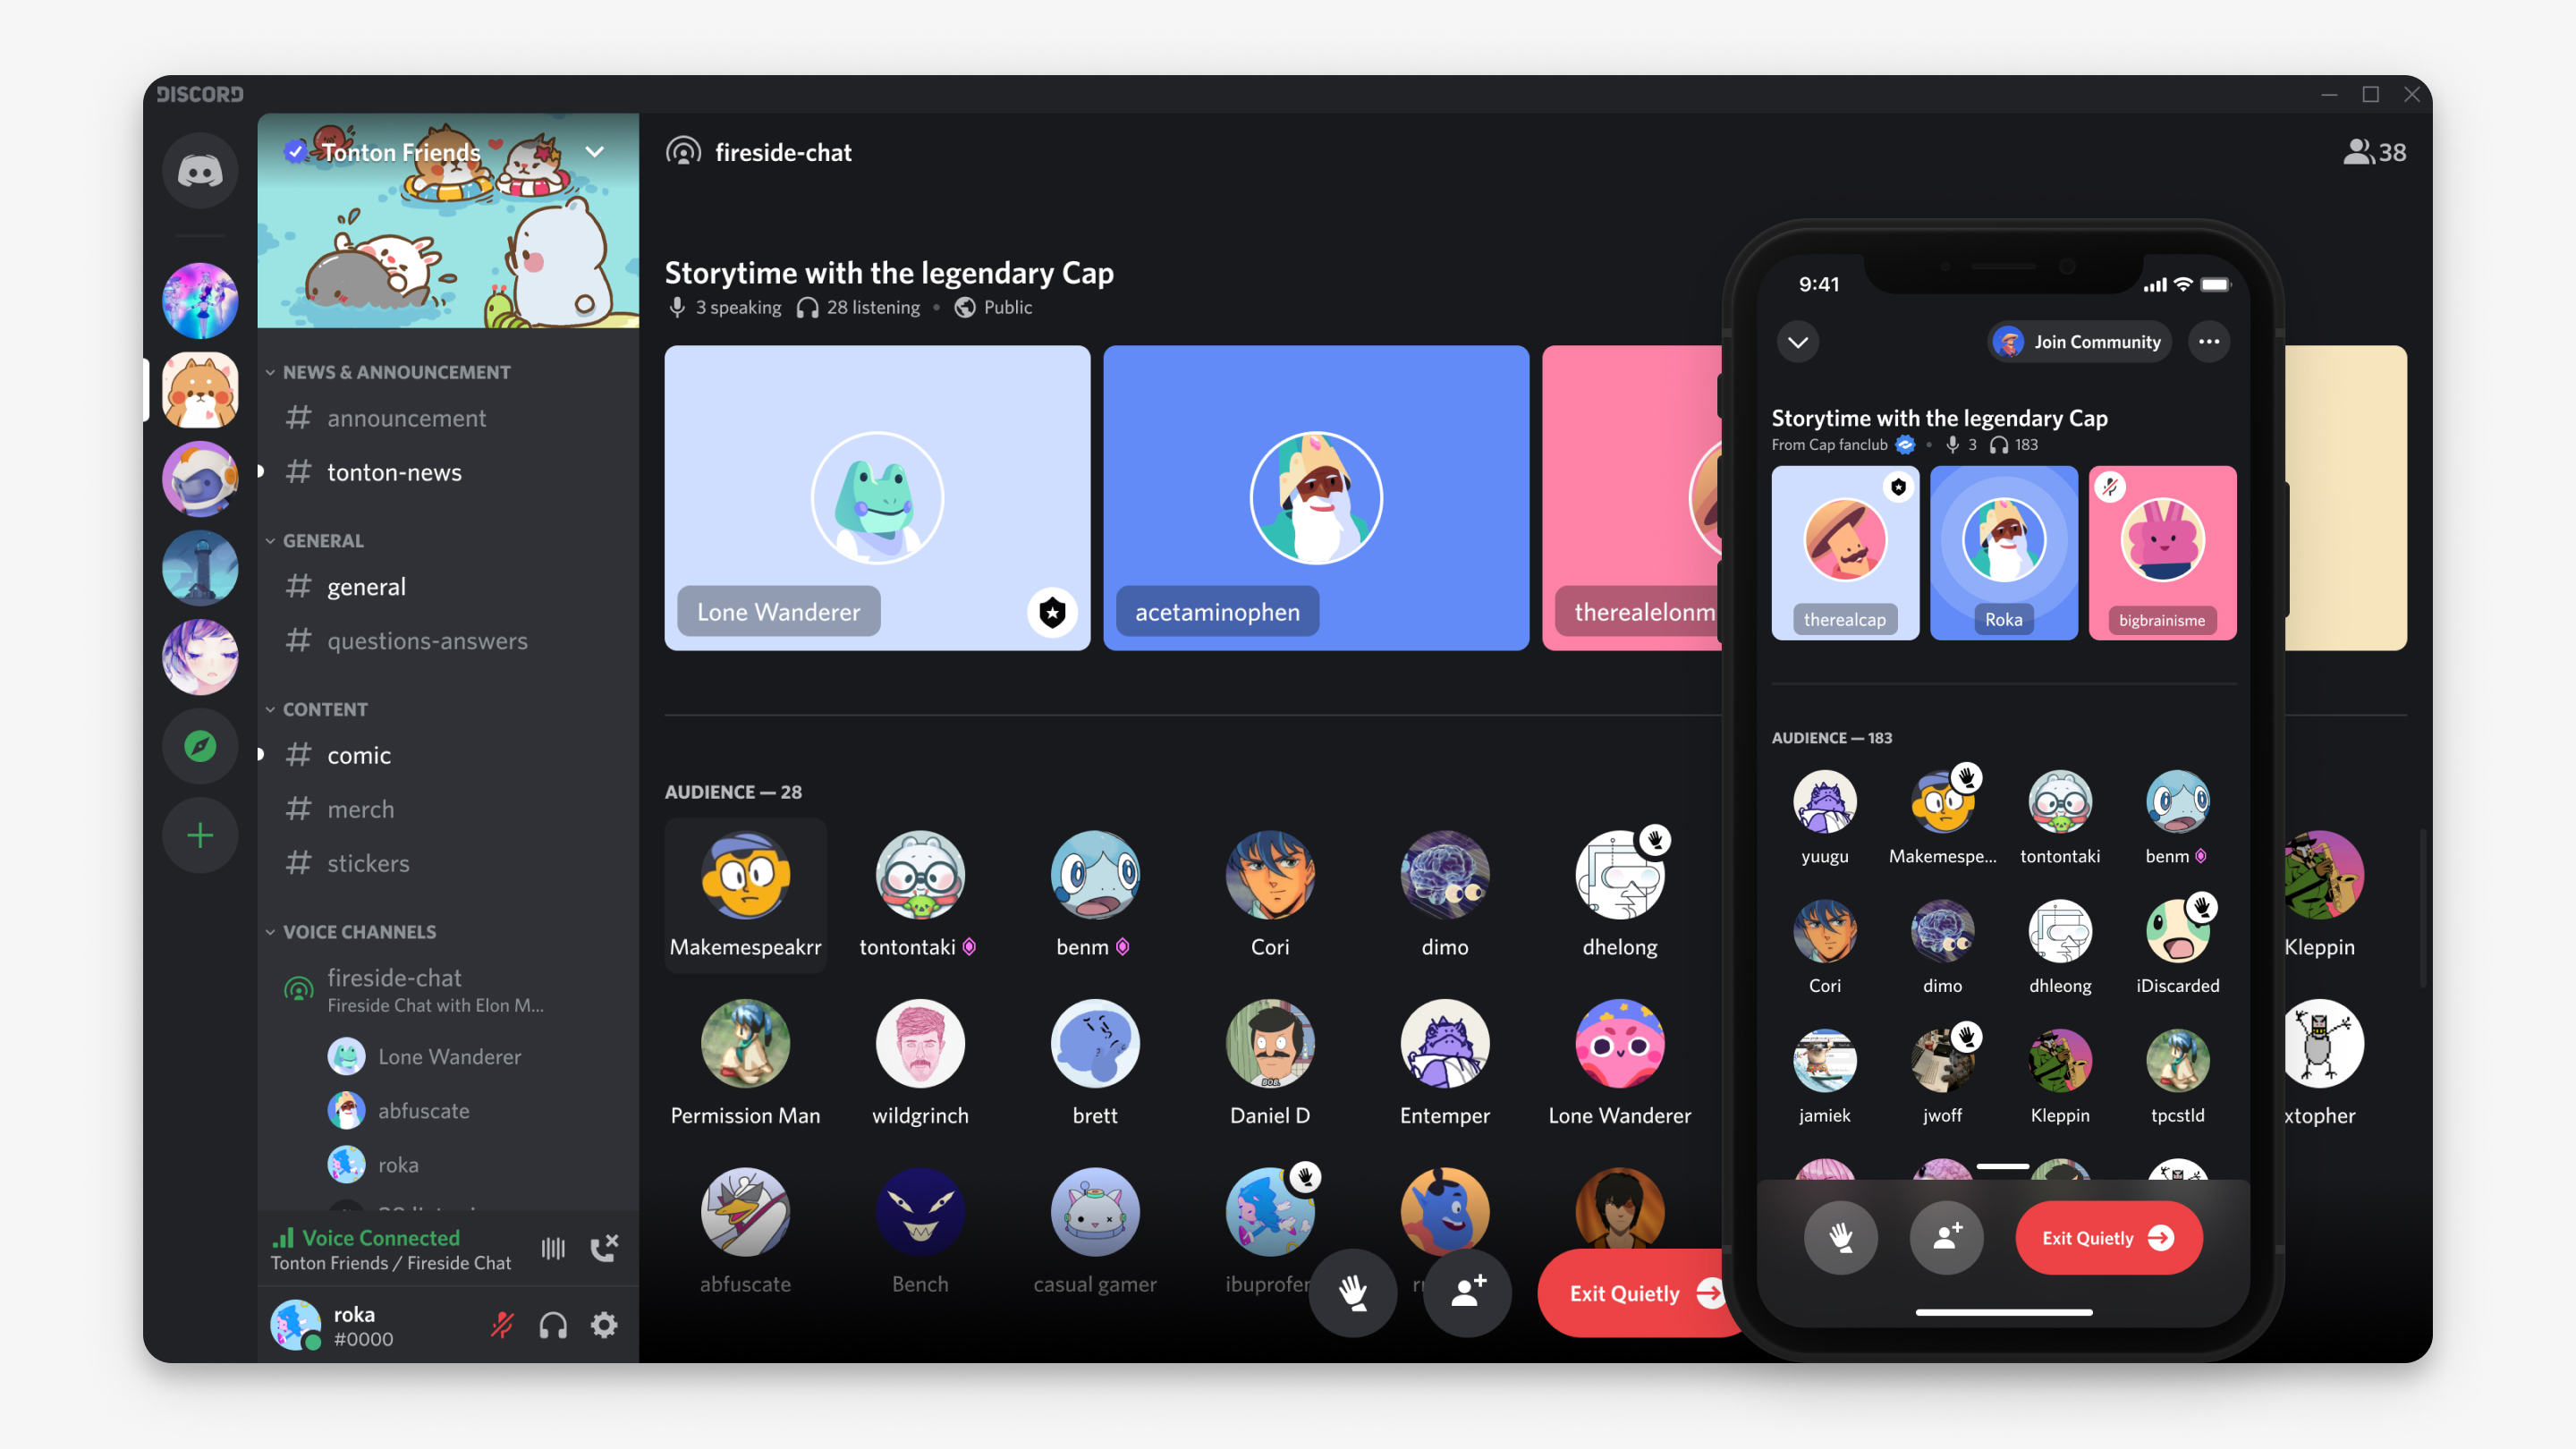 DISCORD
Tonton Friends
NEWS & ANNOUNCEMENT
# announcement
# tonton-news
GENERAL
# general
# questions-answers
CONTENT
# comic
# merch
# stickers
VOICE CHANNELS
fireside-chat
Fireside Chat with Elon M...
Lone Wanderer
abfuscate
roka
Voice Connected
Tonton Friends / Fireside Chat
roka
#0000
fireside-chat
38
Storytime with the legendary Cap
3 speaking 28 listening • Public
Lone Wanderer
acetaminophen
therealelonm
AUDIENCE — 28
Makemespeakrr tontontaki benm Cori dimo dhelong Kleppin
Permission Man wildgrinch brett Daniel D Entemper Lone Wanderer xtopher
BOB.
abfuscate Bench casual gamer ibuprofer
Exit Quietly
9:41
Join Community
Storytime with the legendary Cap
From Cap fanclub • 3 183
therealcap Roka bigbrainisme
AUDIENCE — 183
yuugu Makemespe... tontontaki benm
Cori dimo dhleong iDiscarded
jamiek jwoff Kleppin tpcstld
Exit Quietly